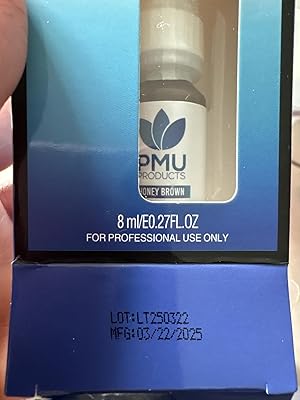 PMU
PRODUCTS
HONEY BROWN
8 ml/E0.27FL.OZ
FOR PROFESSIONAL USE ONLY
LOT:LT250322
MFG:03/22/2025